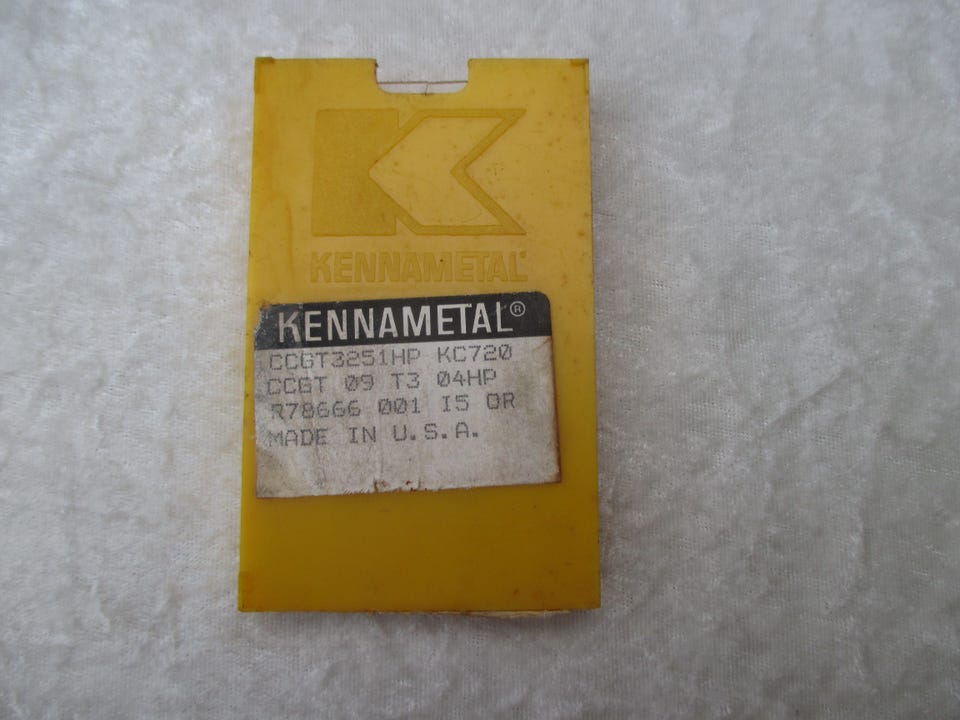 KENNAMETAL
KENNAMETAL®
CCGT3251HP KC720
CCGT 09 T3 04HP
R78666 001 I5 OR
MADE IN U.S.A.